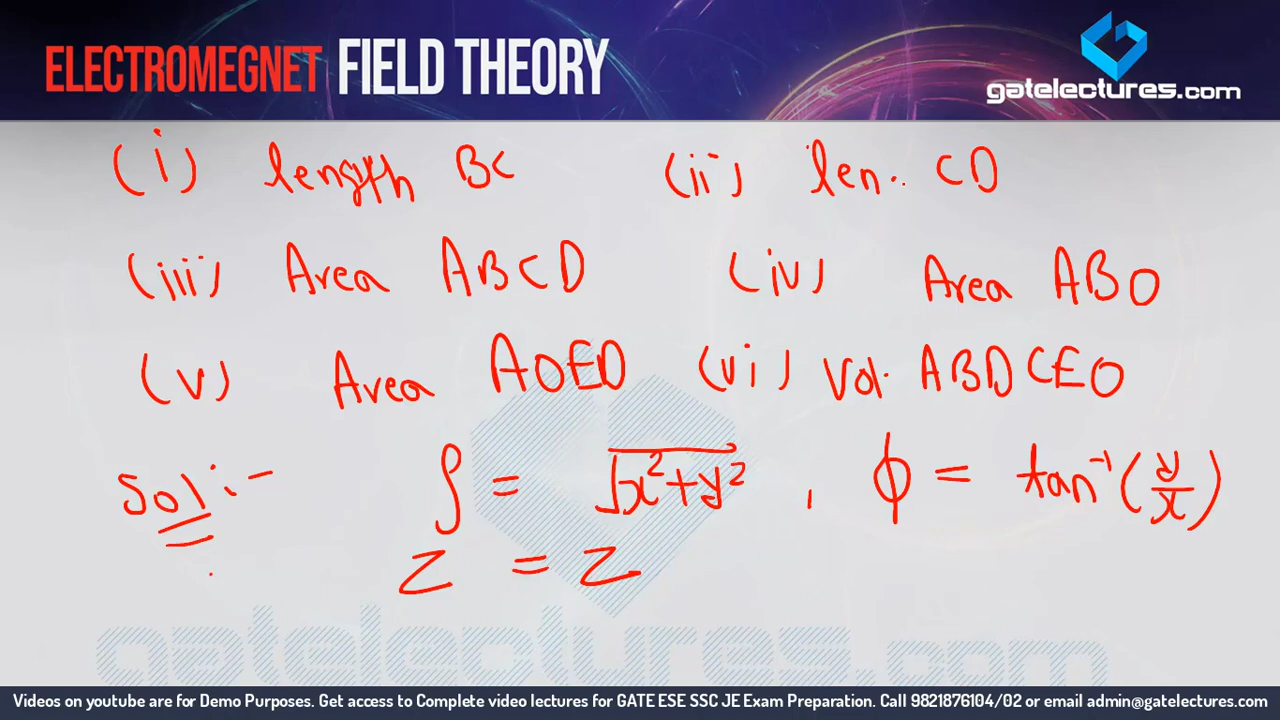 ELECTROMEGNET FIELD THEORY
gatelectures.com
(i) length BC (ii) len. CD
(iii) Area ABCD (iv) Area ABO
(v) Area AOED (vi) Vol. ABDCEO
Sol:- ρ = √x²+y² , φ = tan⁻¹(y/x)
Z = Z
gatelectures.com
Videos on youtube are for Demo Purposes. Get access to Complete video lectures for GATE ESE SSC JE Exam Preparation. Call 9821876104/02 or email admin@gatelectures.com